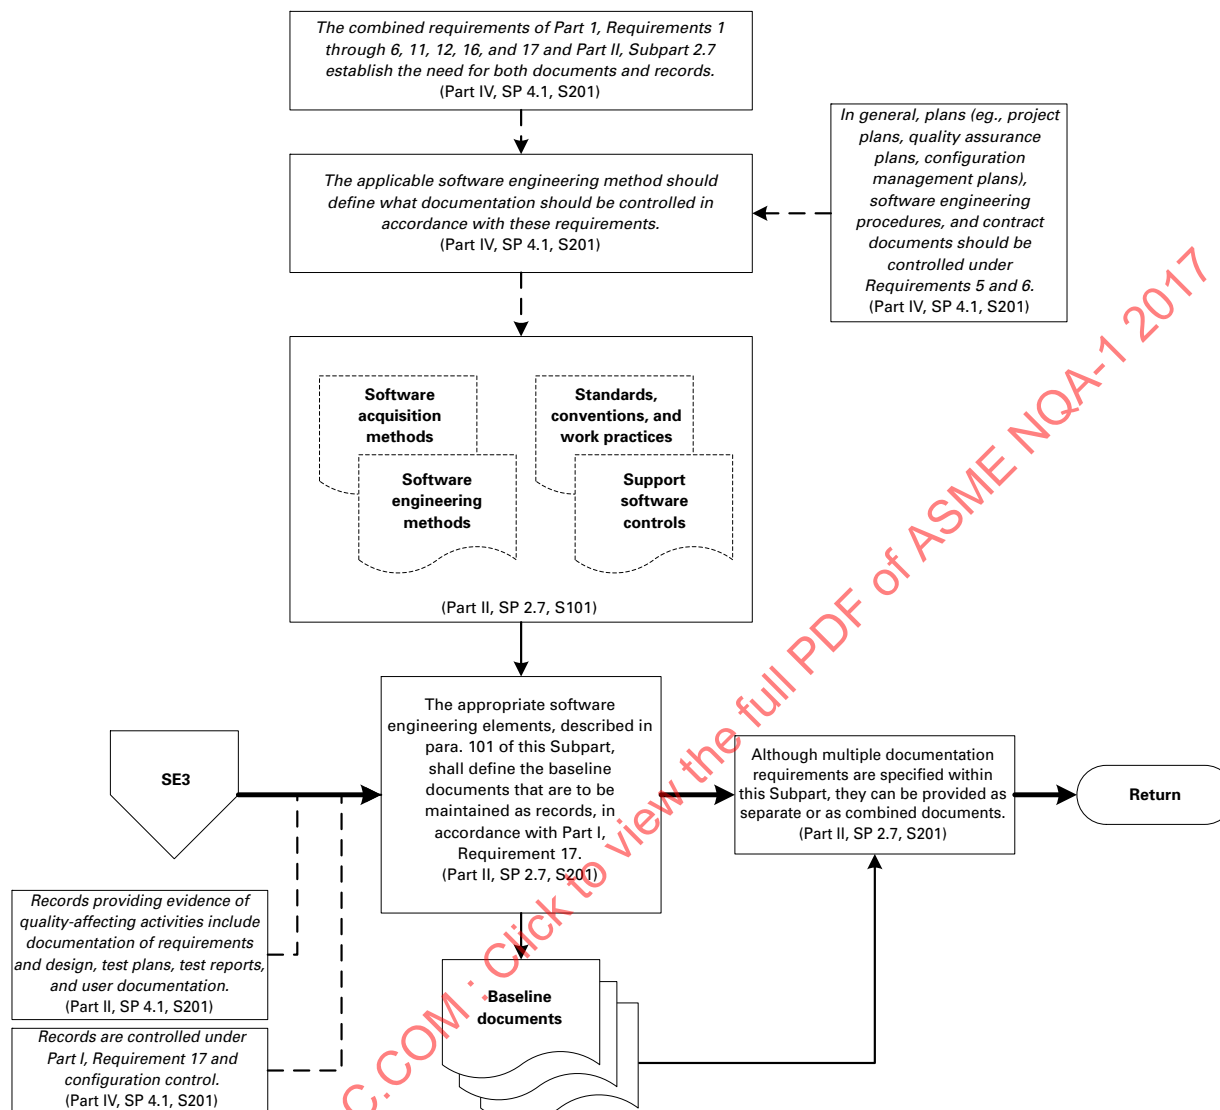 The combined requirements of Part 1, Requirements 1
through 6, 11, 12, 16, and 17 and Part II, Subpart 2.7
establish the need for both documents and records.
(Part IV, SP 4.1, S201)
In general, plans (eg., project
plans, quality assurance
plans, configuration
management plans),
software engineering
procedures, and contract
documents should be
controlled under
Requirements 5 and 6.
(Part IV, SP 4.1, S201)
The applicable software engineering method should
define what documentation should be controlled in
accordance with these requirements.
(Part IV, SP 4.1, S201)
Software
acquisition
methods
Standards,
conventions, and
work practices
Software
engineering
methods
Support
software
controls
(Part II, SP 2.7, S101)
SE3
The appropriate software
engineering elements, described in
para. 101 of this Subpart,
shall define the baseline
documents that are to be
maintained as records, in
accordance with Part I,
Requirement 17.
(Part II, SP 2.7, S201)
Although multiple documentation
requirements are specified within
this Subpart, they can be provided as
separate or as combined documents.
(Part II, SP 2.7, S201)
Return
Records providing evidence of
quality-affecting activities include
documentation of requirements
and design, test plans, test reports,
and user documentation.
(Part II, SP 4.1, S201)
Records are controlled under
Part I, Requirement 17 and
configuration control.
(Part IV, SP 4.1, S201)
Baseline
documents
C.COM : Click to view the full PDF of ASME NQA-1 2017